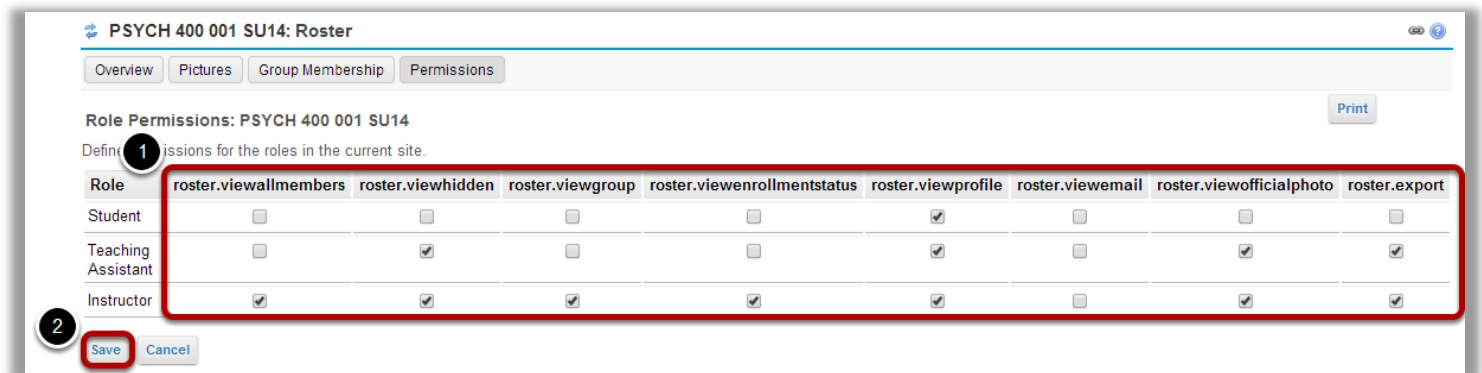 PSYCH 400 001 SU14: Roster
Overview Pictures Group Membership Permissions
Print
Role Permissions: PSYCH 400 001 SU14
1
Define issions for the roles in the current site.
Role roster.viewallmembers roster.viewhidden roster.viewgroup roster.viewenrollmentstatus roster.viewprofile roster.viewemail roster.viewofficialphoto roster.export
Student
Teaching
Assistant
Instructor
2
Save Cancel